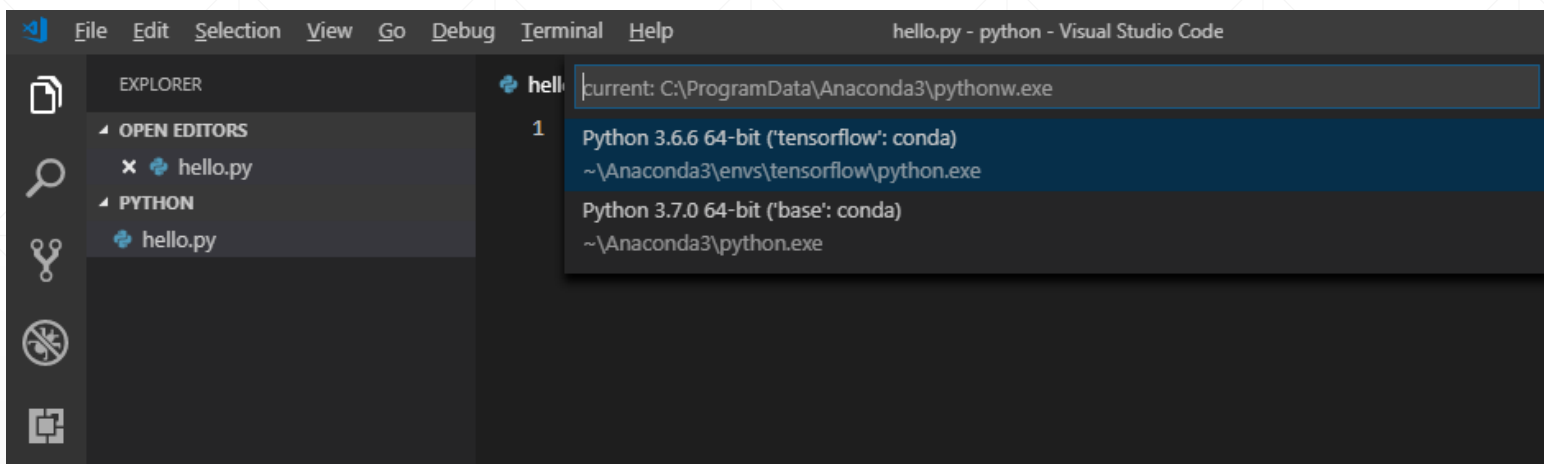 File Edit Selection View Go Debug Terminal Help hello.py - python - Visual Studio Code
EXPLORER
OPEN EDITORS
hello.py
PYTHON
hello.py
hell
1
current: C:\ProgramData\Anaconda3\pythonw.exe
Python 3.6.6 64-bit ('tensorflow': conda)
~\Anaconda3\envs\tensorflow\python.exe
Python 3.7.0 64-bit ('base': conda)
~\Anaconda3\python.exe